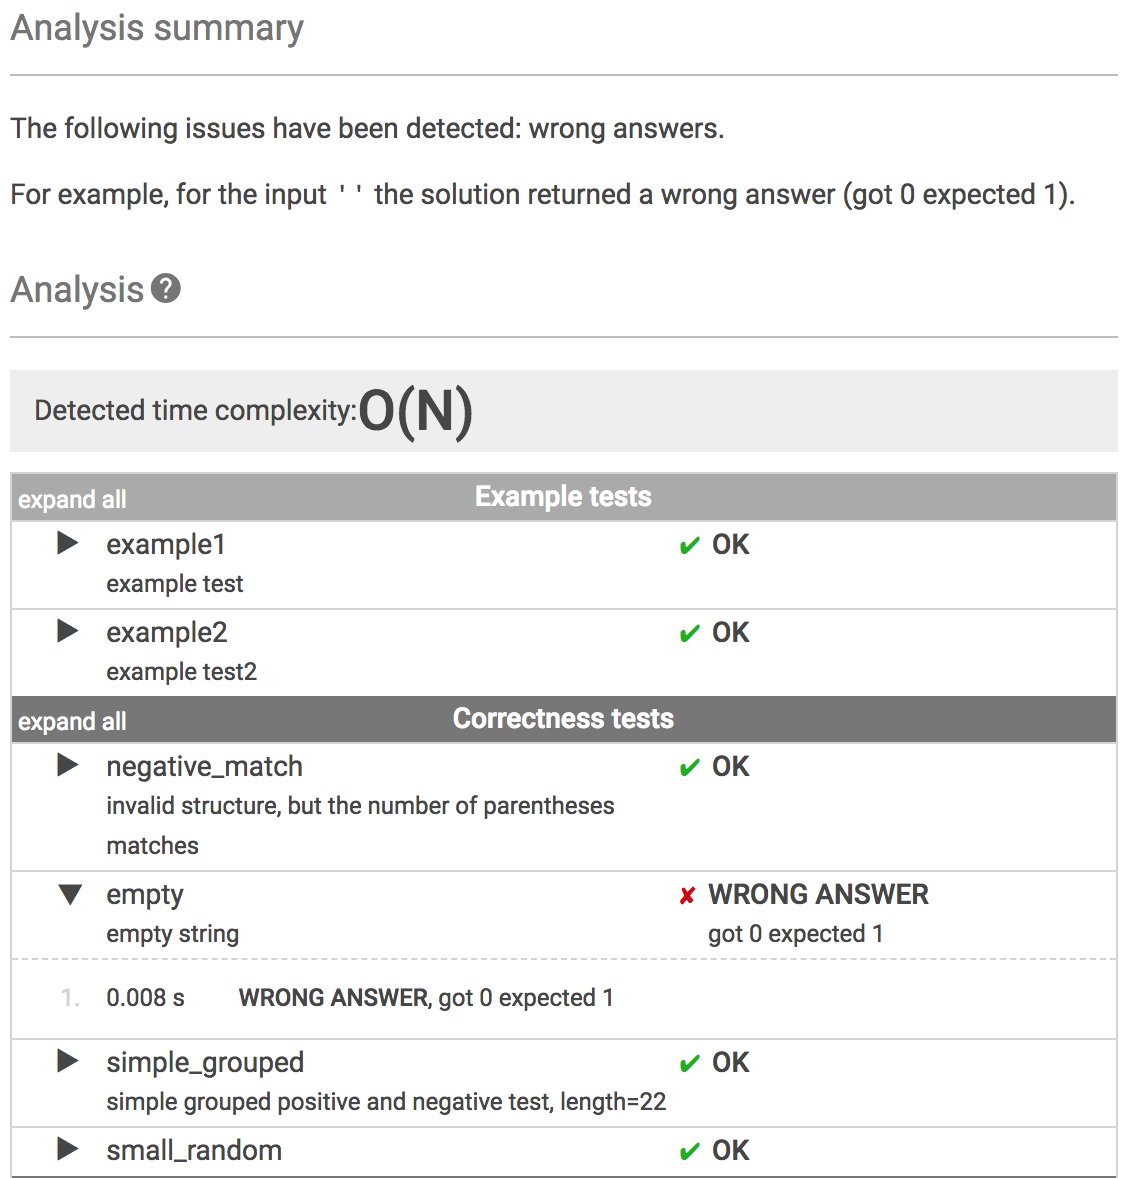 Analysis summary
The following issues have been detected: wrong answers.
For example, for the input '' the solution returned a wrong answer (got 0 expected 1).
Analysis ?
Detected time complexity: O(N)
expand all Example tests
▶ example1 ✔ OK
example test
▶ example2 ✔ OK
example test2
expand all Correctness tests
▶ negative_match ✔ OK
invalid structure, but the number of parentheses
matches
▼ empty ✘ WRONG ANSWER
empty string got 0 expected 1
1. 0.008 s WRONG ANSWER, got 0 expected 1
▶ simple_grouped ✔ OK
simple grouped positive and negative test, length=22
▶ small_random ✔ OK